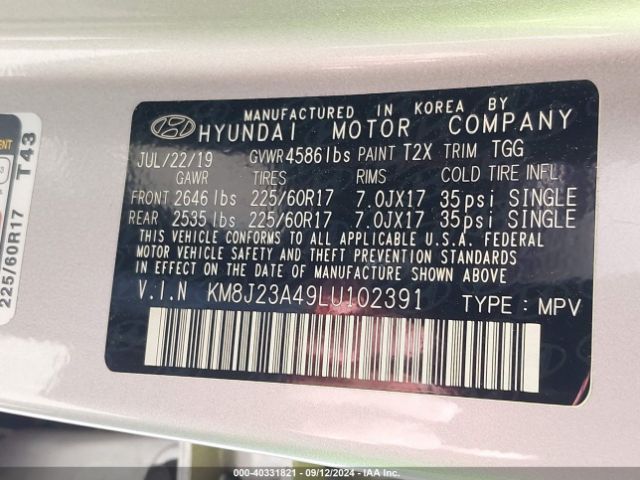 MANUFACTURED IN KOREA BY
HYUNDAI MOTOR COMPANY
JUL/22/19 GVWR 4586 lbs PAINT T2X TRIM TGG
GAWR TIRES RIMS COLD TIRE INFL.
FRONT 2646 lbs 225/60R17 7.0JX17 35psi SINGLE
REAR 2535 lbs 225/60R17 7.0JX17 35psi SINGLE
THIS VEHICLE CONFORMS TO ALL APPLICABLE U.S.A. FEDERAL
MOTOR VEHICLE SAFETY AND THEFT PREVENTION STANDARDS
IN EFFECT ON THE DATE OF MANUFACTURE SHOWN ABOVE.
V.I.N KM8J23A49LU102391 TYPE : MPV
225/60R17 T43
000-40331821 - 09/12/2024 - IAA Inc.